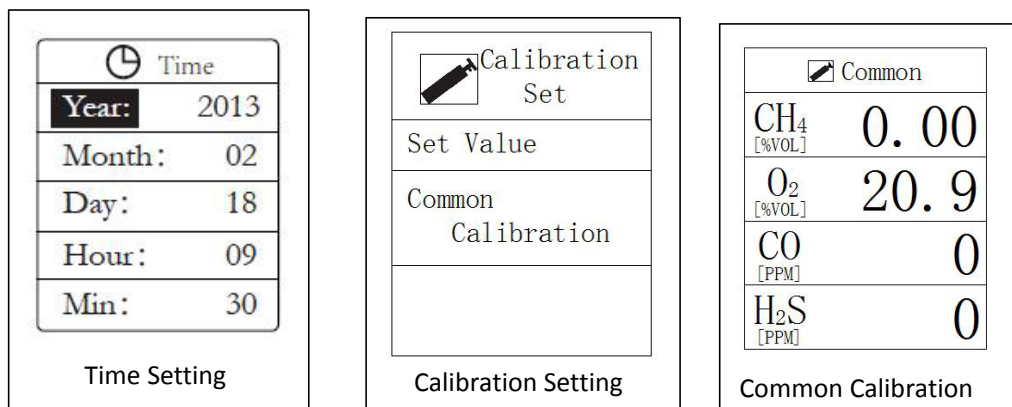 Time
Year: 2013
Month: 02
Day: 18
Hour: 09
Min: 30
Time Setting
Calibration
Set
Set Value
Common
Calibration
Calibration Setting
Common
CH₄ 0.00
[%VOL]
O₂ 20.9
[%VOL]
CO 0
[PPM]
H₂S 0
[PPM]
Common Calibration